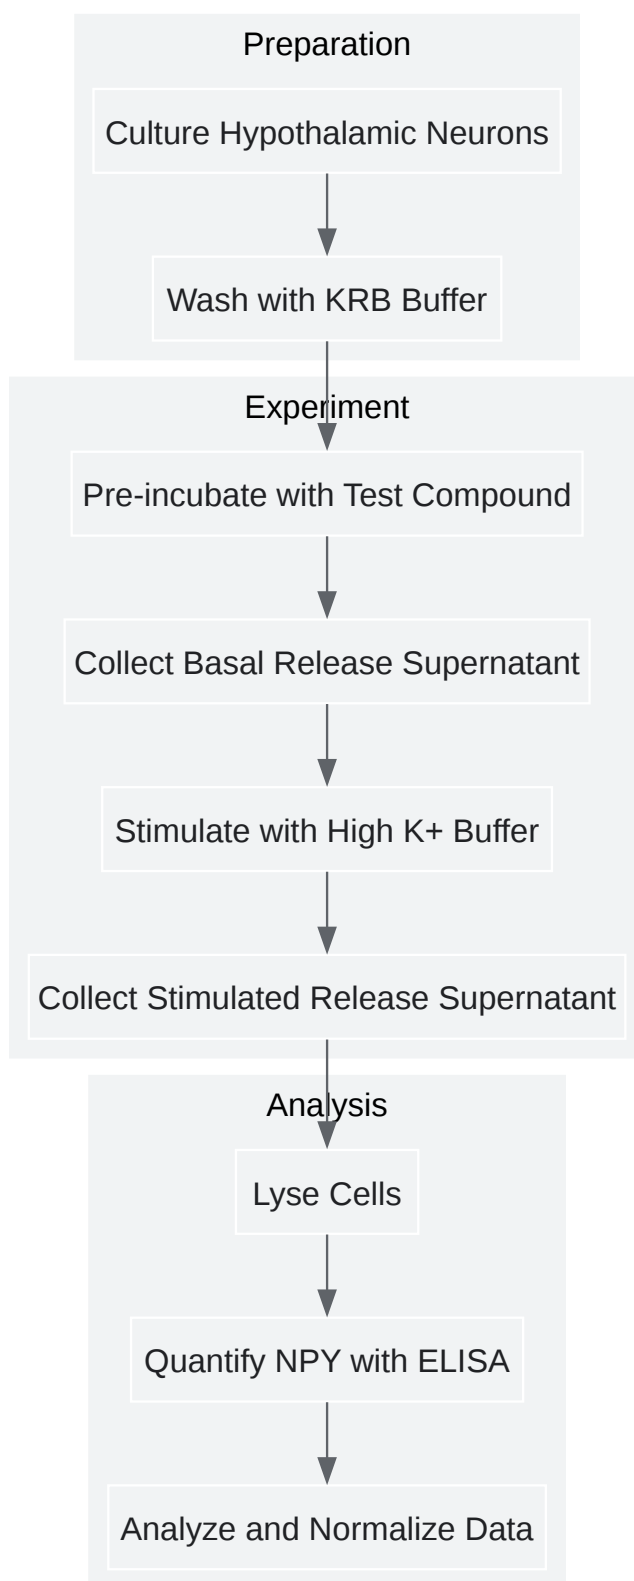 Preparation
Culture Hypothalamic Neurons
Wash with KRB Buffer
Experiment
Pre-incubate with Test Compound
Collect Basal Release Supernatant
Stimulate with High K+ Buffer
Collect Stimulated Release Supernatant
Analysis
Lyse Cells
Quantify NPY with ELISA
Analyze and Normalize Data